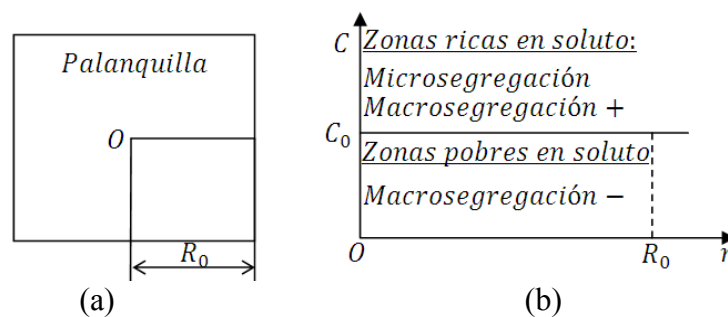 Palanquilla
O
R₀
(a)
C
Zonas ricas en soluto:
Microsegregación
Macrosegregación +
C₀
Zonas pobres en soluto
Macrosegregación −
O
R₀
r
(b)